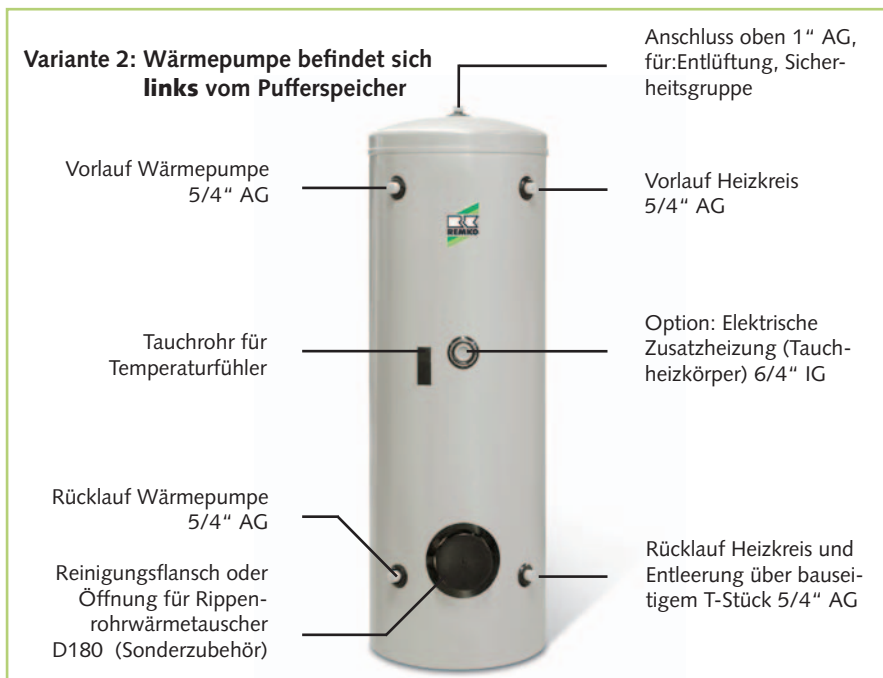 Variante 2: Wärmepumpe befindet sich
links vom Pufferspeicher
Anschluss oben 1“ AG,
für:Entlüftung, Sicher-
heitsgruppe
Vorlauf Wärmepumpe
5/4“ AG
Vorlauf Heizkreis
5/4“ AG
REMKO
Tauchrohr für
Temperaturfühler
Option: Elektrische
Zusatzheizung (Tauch-
heizkörper) 6/4“ IG
Rücklauf Wärmepumpe
5/4“ AG
Reinigungsflansch oder
Öffnung für Rippen-
rohrwärmetauscher
D180 (Sonderzubehör)
Rücklauf Heizkreis und
Entleerung über bausei-
tigem T-Stück 5/4“ AG